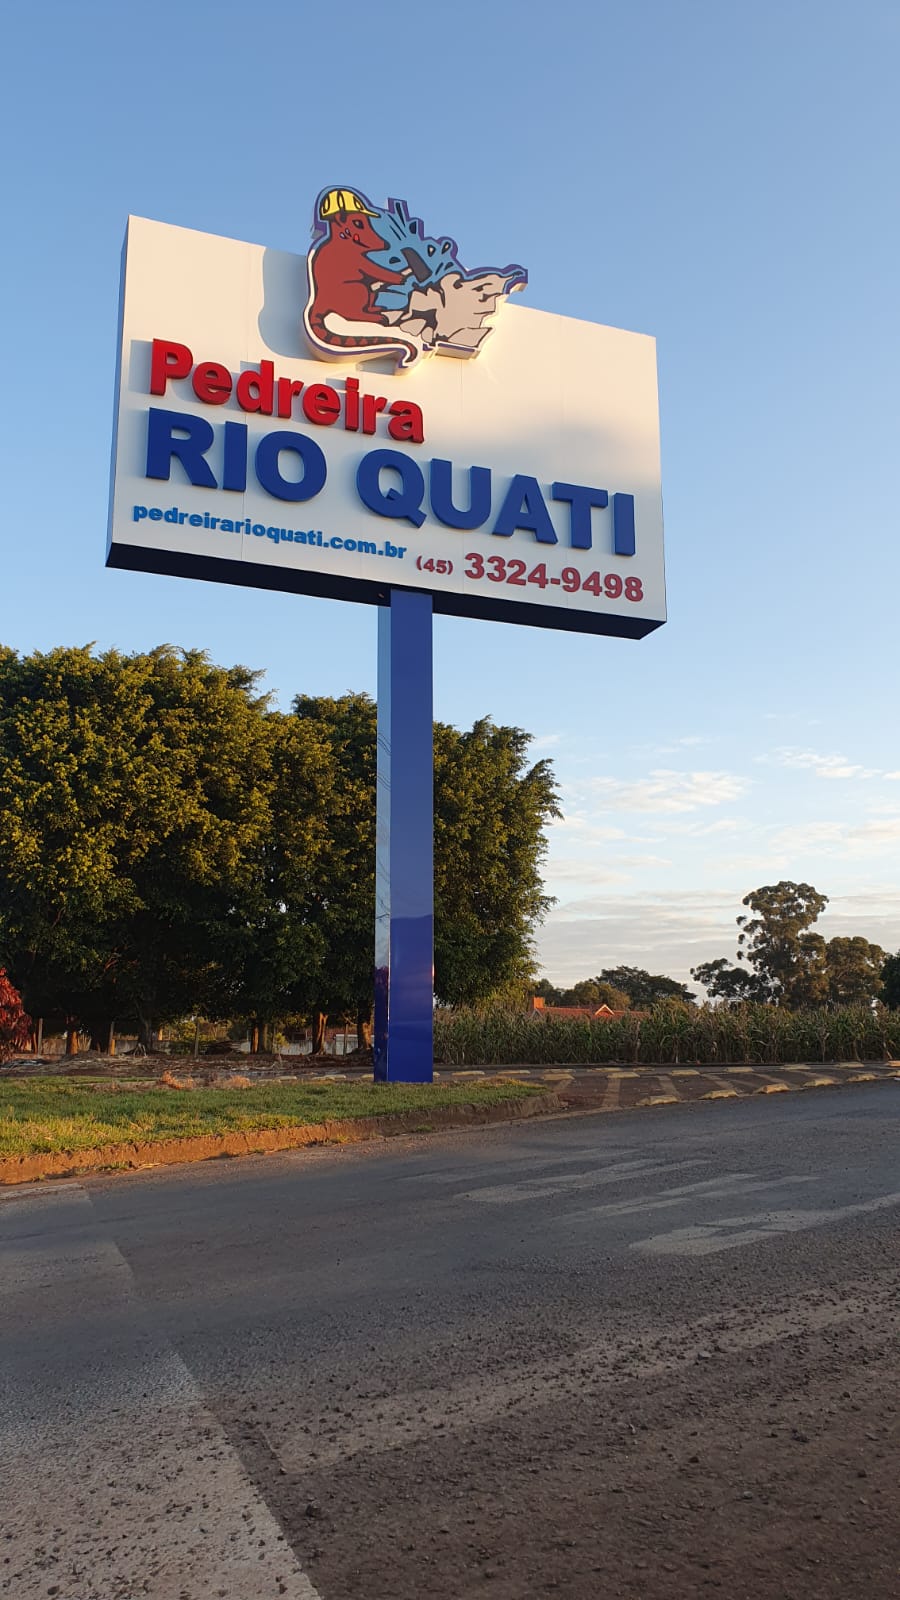 Pedreira
RIO QUATI
pedreirarioquati.com.br
(45) 3324-9498